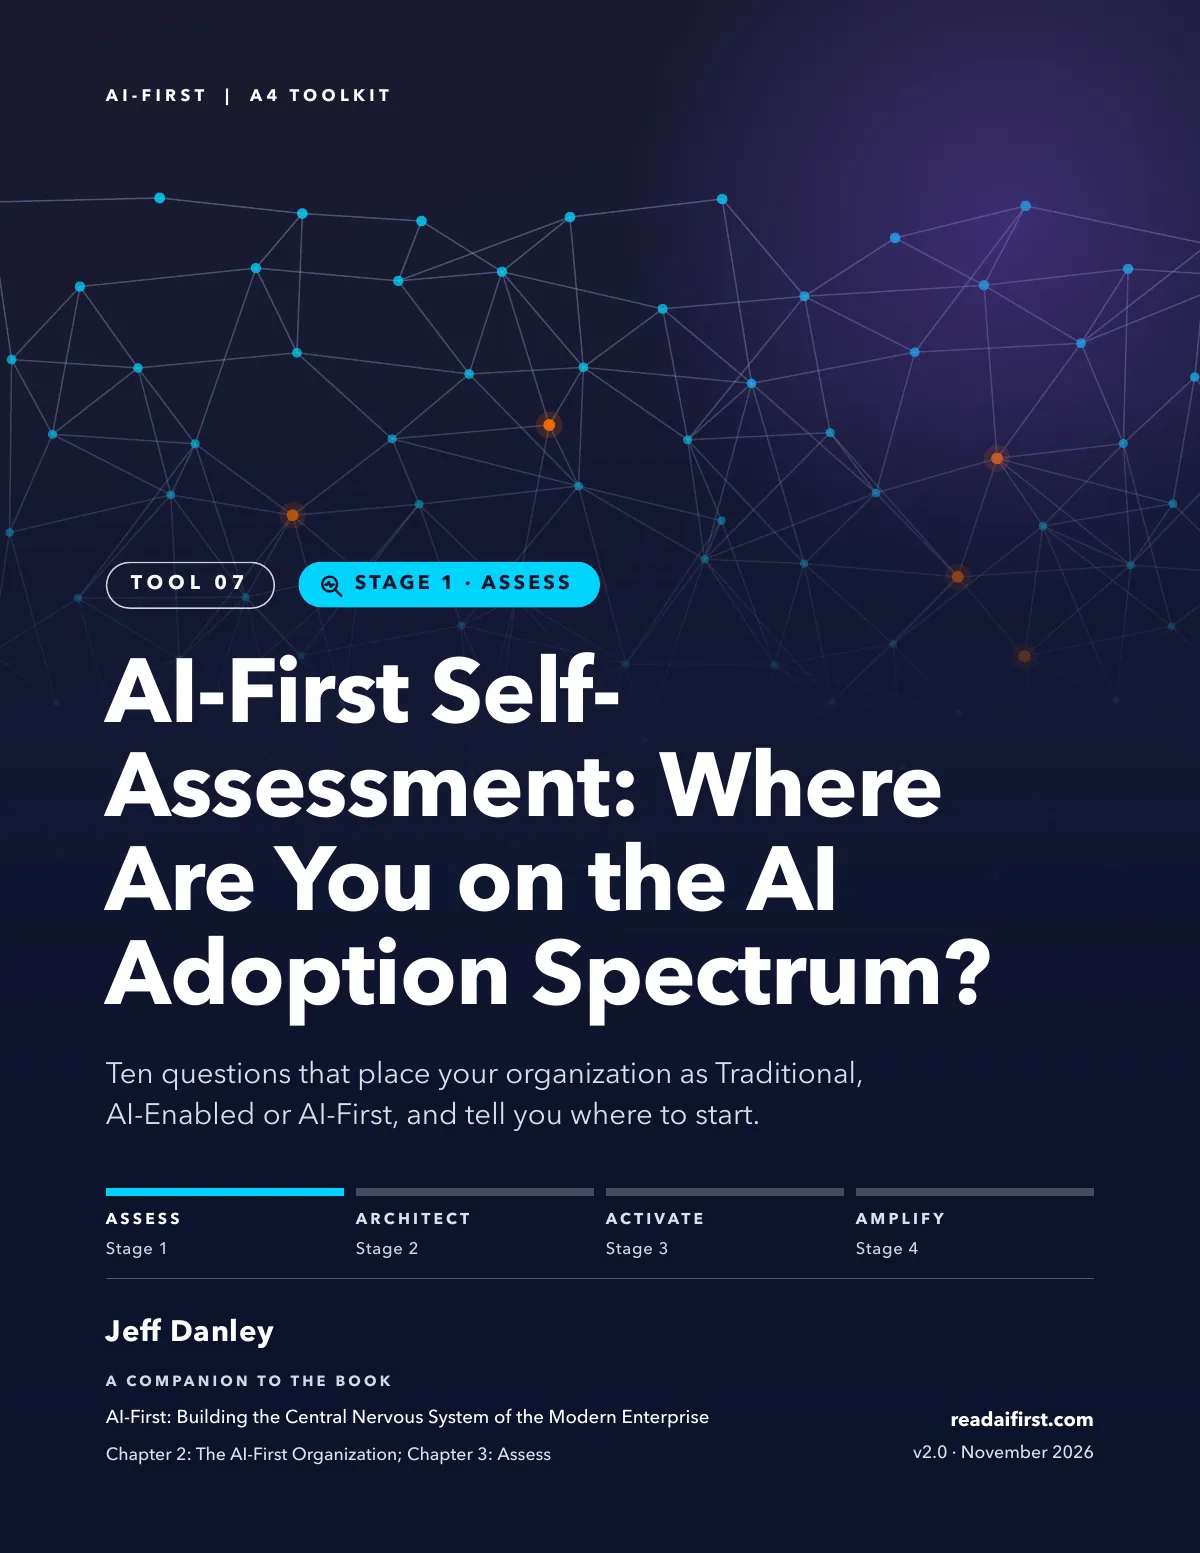 AI-FIRST | A4 TOOLKIT
TOOL 07
STAGE 1 · ASSESS
AI-First Self-
Assessment: Where
Are You on the AI
Adoption Spectrum?
Ten questions that place your organization as Traditional,
AI-Enabled or AI-First, and tell you where to start.
ASSESS
Stage 1
ARCHITECT
Stage 2
ACTIVATE
Stage 3
AMPLIFY
Stage 4
Jeff Danley
A COMPANION TO THE BOOK
AI-First: Building the Central Nervous System of the Modern Enterprise
Chapter 2: The AI-First Organization; Chapter 3: Assess
readaifirst.com
v2.0 · November 2026